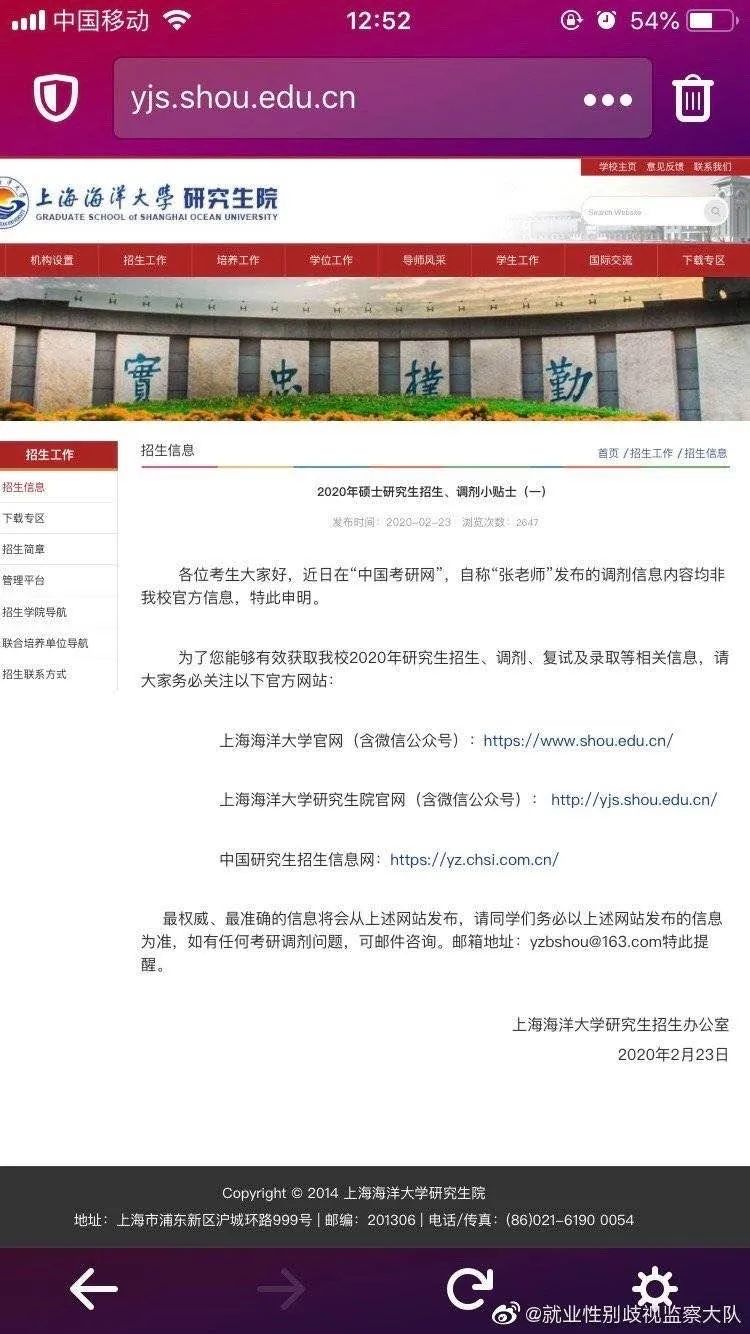 中国移动
12:52
54%
yjs.shou.edu.cn
学校主页 意见反馈 联系我们
上海海洋大學 研究生院
GRADUATE SCHOOL of SHANGHAI OCEAN UNIVERSITY
Search Website
机构设置 招生工作 培养工作 学位工作 导师风采 学生工作 国际交流 下载专区
實 忠 樸 勤
招生工作
招生信息
下载专区
招生简章
管理平台
招生学院导航
联合培养单位导航
招生联系方式
招生信息
首页 /招生工作 /招生信息
2020年硕士研究生招生、调剂小贴士（一）
发布时间：2020-02-23 浏览次数：2647
各位考生大家好，近日在“中国考研网”，自称“张老师”发布的调剂信息内容均非
我校官方信息，特此申明。
为了您能够有效获取我校2020年研究生招生、调剂、复试及录取等相关信息，请
大家务必关注以下官方网站：
上海海洋大学官网（含微信公众号）：https://www.shou.edu.cn/
上海海洋大学研究生院官网（含微信公众号）： http://yjs.shou.edu.cn/
中国研究生招生信息网：https://yz.chsi.com.cn/
最权威、最准确的信息将会从上述网站发布，请同学们务必以上述网站发布的信息
为准，如有任何考研调剂问题，可邮件咨询。邮箱地址：yzbshou@163.com特此提
醒。
上海海洋大学研究生招生办公室
2020年2月23日
Copyright © 2014 上海海洋大学研究生院
地址：上海市浦东新区沪城环路999号 | 邮编：201306 | 电话/传真：(86)021-6190 0054
@就业性别歧视监察大队